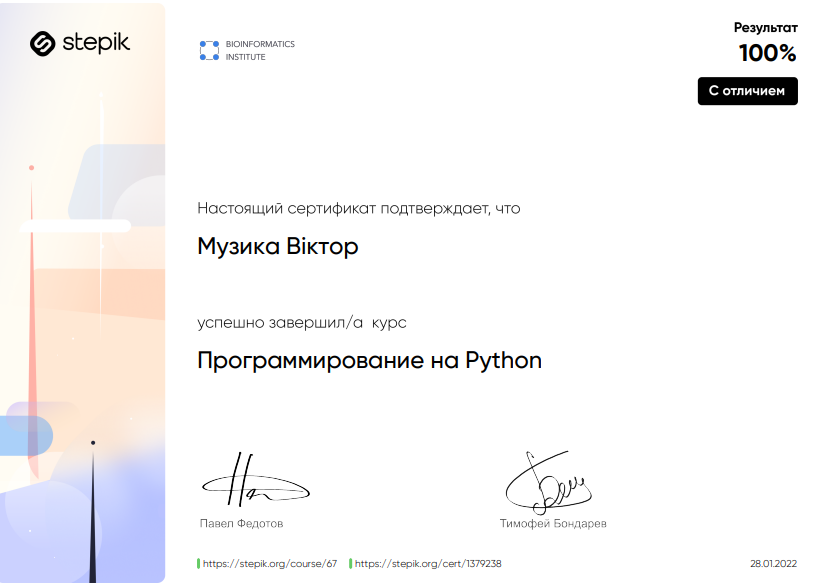 stepik
BIOINFORMATICS
INSTITUTE
Результат
100%
С отличием
Настоящий сертификат подтверждает, что
Музика Віктор
успешно завершил/а курс
Программирование на Python
Павел Федотов
Тимофей Бондарев
https://stepik.org/course/67
https://stepik.org/cert/1379238
28.01.2022